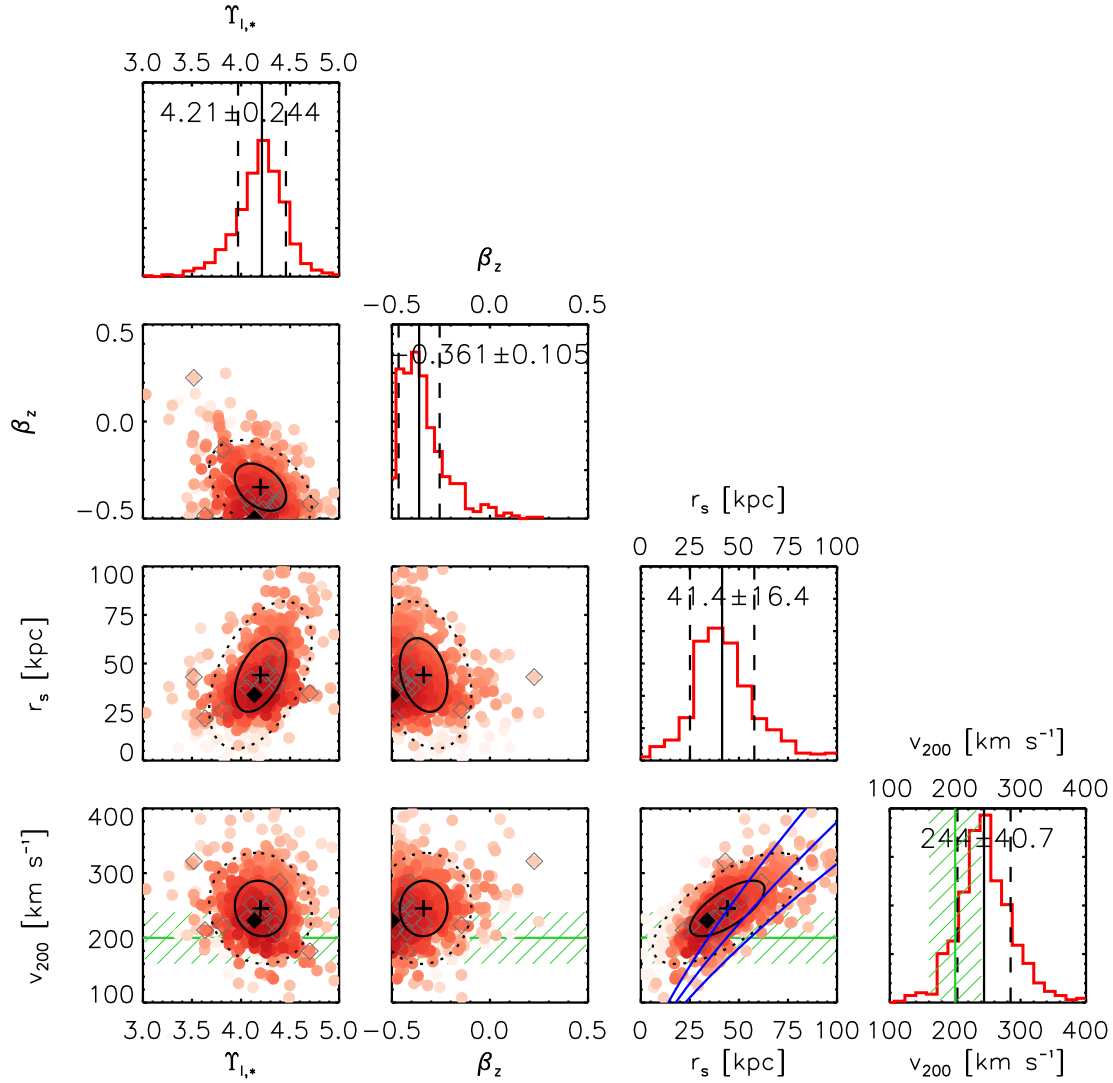 ϒI,*
3.0 3.5 4.0 4.5 5.0
4.21±0.244
βz
−0.5 0.0 0.5
0.5
0.0
−0.5
βz
−0.361±0.105
rs [kpc]
0 25 50 75 100
100
75
50
25
0
rs [kpc]
41.4±16.4
v200 [km s−1]
100 200 300 400
400
300
200
100
v200 [km s−1]
244±40.7
3.0 3.5 4.0 4.5 5.0
−0.5 0.0 0.5
0 25 50 75 100
100 200 300 400
ϒI,*
βz
rs [kpc]
v200 [km s−1]